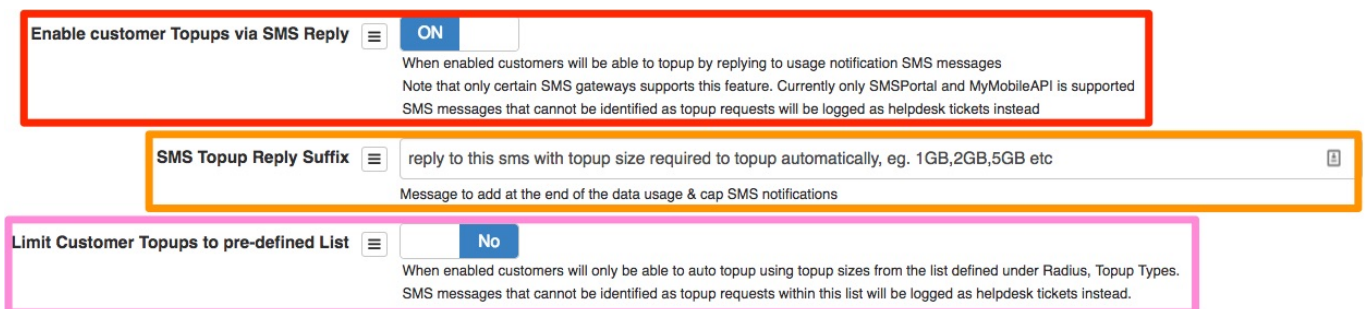 Enable customer Topups via SMS Reply ON
When enabled customers will be able to topup by replying to usage notification SMS messages
Note that only certain SMS gateways supports this feature. Currently only SMSPortal and MyMobileAPI is supported
SMS messages that cannot be identified as topup requests will be logged as helpdesk tickets instead
SMS Topup Reply Suffix reply to this sms with topup size required to topup automatically, eg. 1GB,2GB,5GB etc
Message to add at the end of the data usage & cap SMS notifications
Limit Customer Topups to pre-defined List No
When enabled customers will only be able to auto topup using topup sizes from the list defined under Radius, Topup Types.
SMS messages that cannot be identified as topup requests within this list will be logged as helpdesk tickets instead.